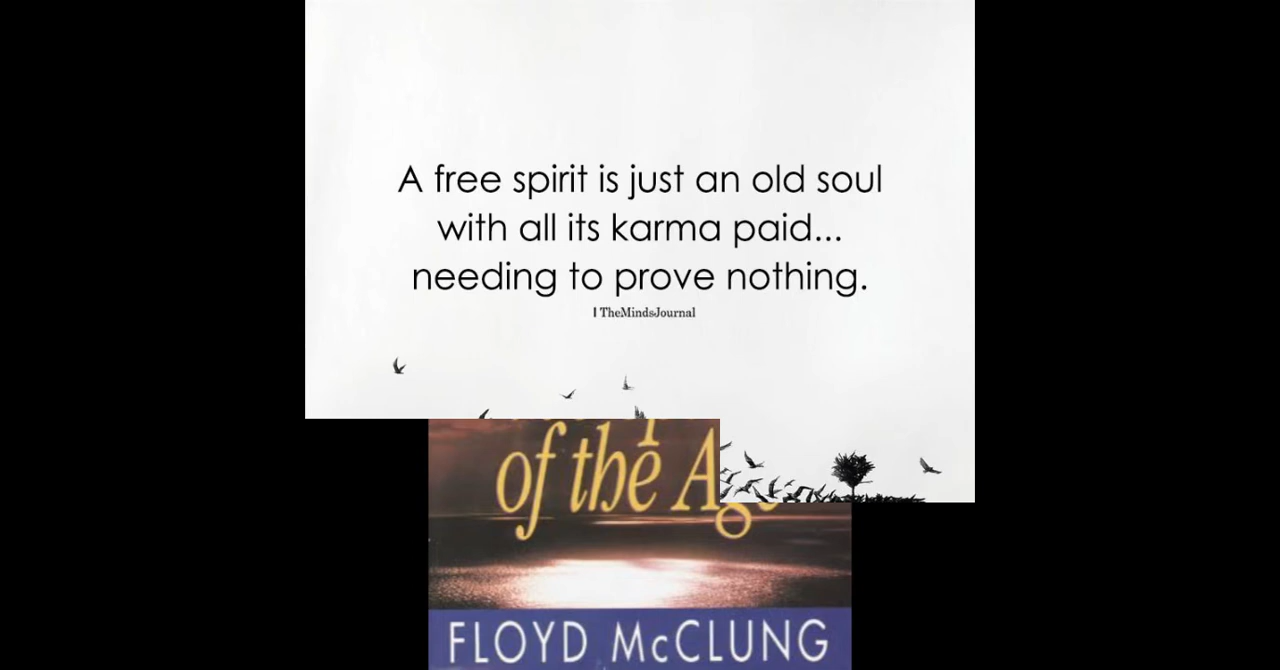 A free spirit is just an old soul
with all its karma paid...
needing to prove nothing.
I TheMindsJournal
of the Age
FLOYD McCLUNG